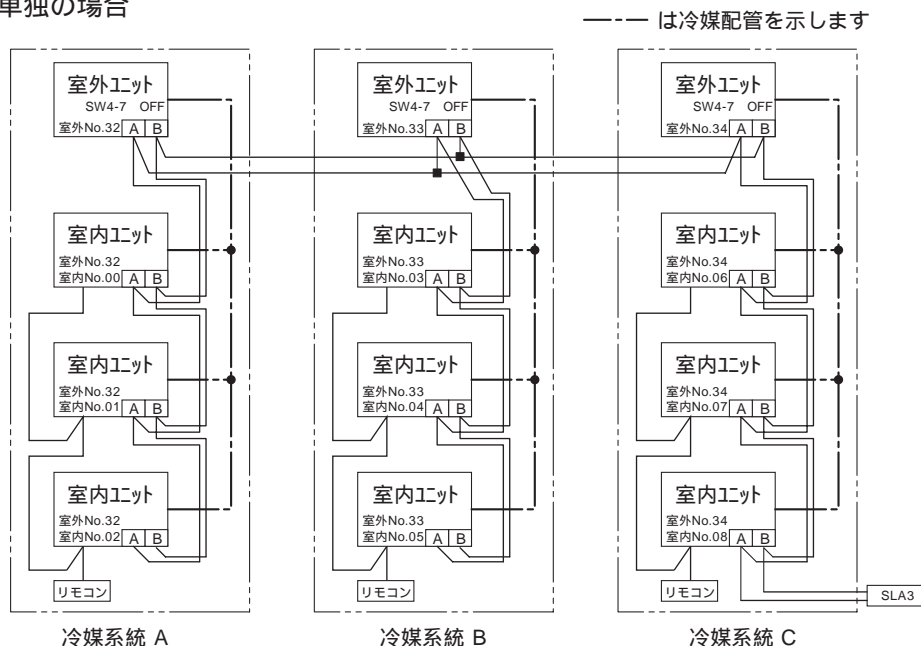 単独の場合
は冷媒配管を示します
室外ユニット
SW4-7 OFF
室外No.32 A B
室内ユニット
室外No.32
室内No.00 A B
室内ユニット
室外No.32
室内No.01 A B
室内ユニット
室外No.32
室内No.02 A B
リモコン
冷媒系統 A
室外ユニット
SW4-7 OFF
室外No.33 A B
室内ユニット
室外No.33
室内No.03 A B
室内ユニット
室外No.33
室内No.04 A B
室内ユニット
室外No.33
室内No.05 A B
リモコン
冷媒系統 B
室外ユニット
SW4-7 OFF
室外No.34 A B
室内ユニット
室外No.34
室内No.06 A B
室内ユニット
室外No.34
室内No.07 A B
室内ユニット
室外No.34
室内No.08 A B
リモコン
SLA3
冷媒系統 C